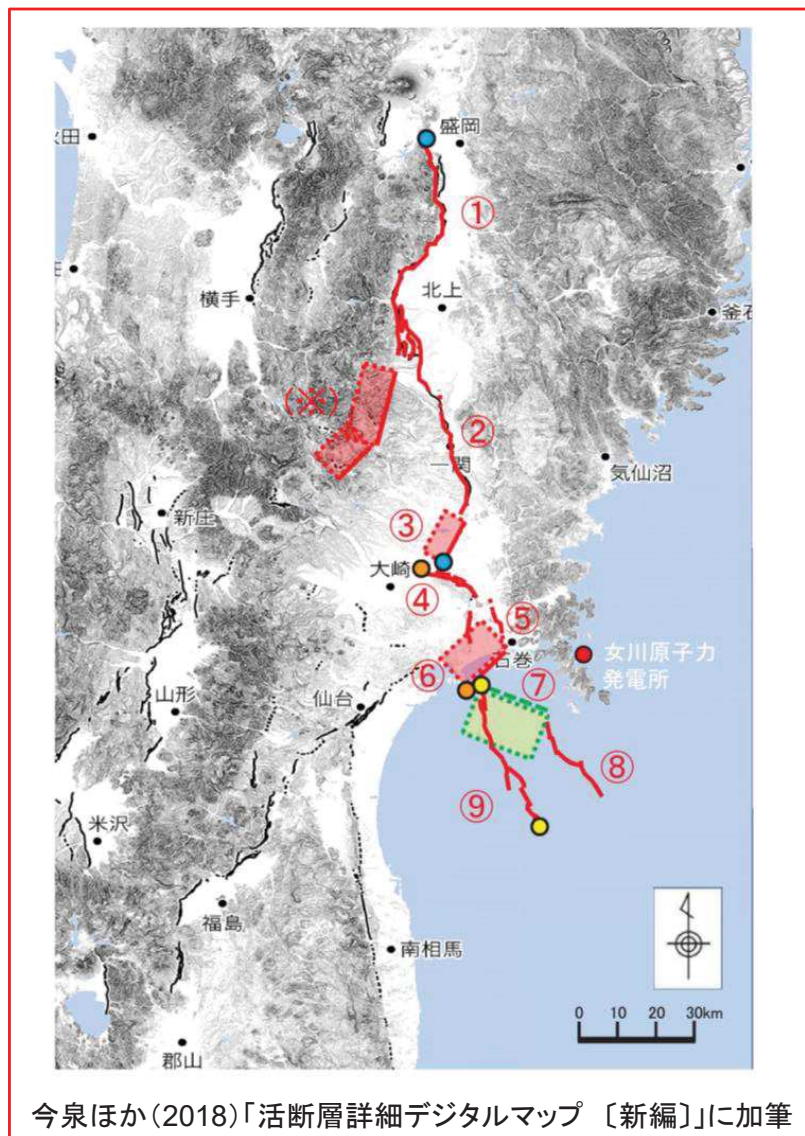 盛岡
田
①
横手
北上
釜石
(※)
②
一関
気仙沼
新庄
③
大崎
④
⑤
石巻
女川原子力
発電所
⑥
⑦
山形
仙台
⑧
⑨
米沢
福島
南相馬
0 10 20 30km
郡山
今泉ほか(2018)「活断層詳細デジタルマップ 〔新編〕」に加筆